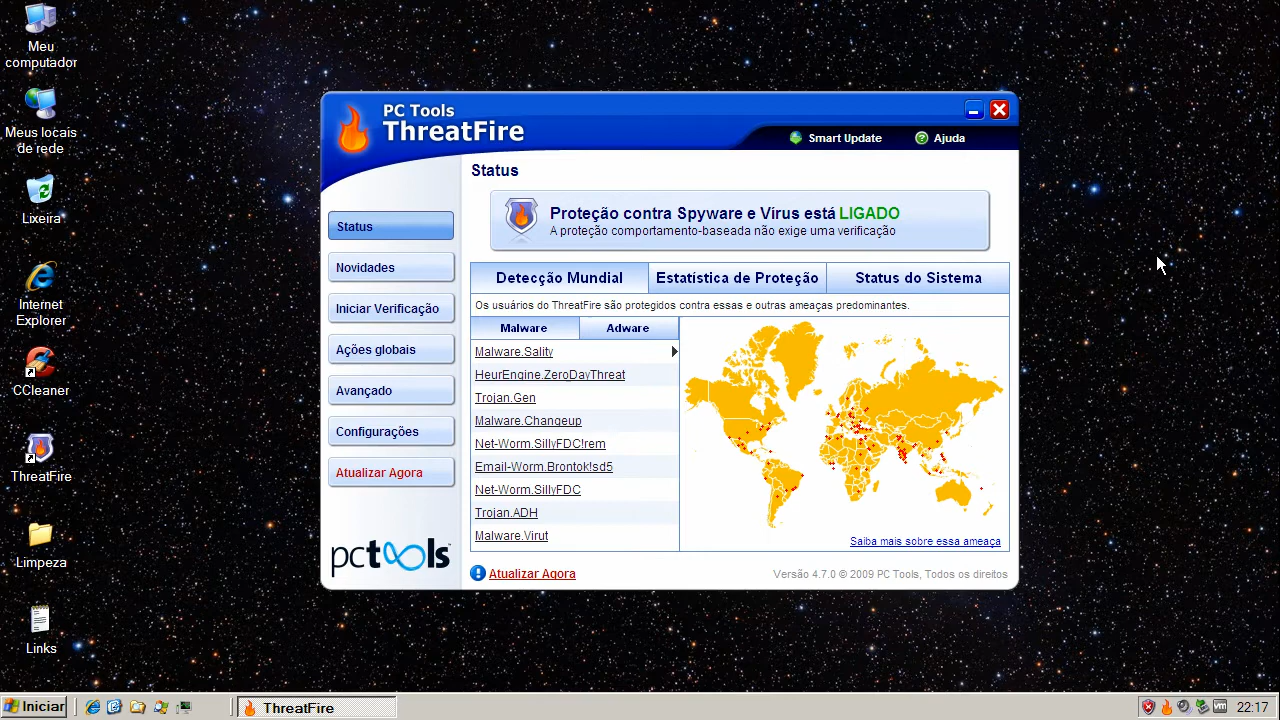 Meu
computador
Meus locais
de rede
Lixeira
Internet
Explorer
CCleaner
ThreatFire
Limpeza
Links
PC Tools
ThreatFire
Smart Update
Ajuda
Status
Novidades
Iniciar Verificação
Ações globais
Avançado
Configurações
Atualizar Agora
pctools
Status
Proteção contra Spyware e Vírus está LIGADO
A proteção comportamento-baseada não exige uma verificação
Detecção Mundial
Estatística de Proteção
Status do Sistema
Os usuários do ThreatFire são protegidos contra essas e outras ameaças predominantes.
Malware
Adware
Malware.Sality
HeurEngine.ZeroDayThreat
Trojan.Gen
Malware.Changeup
Net-Worm.SillyFDC!rem
Email-Worm.Brontok!sd5
Net-Worm.SillyFDC
Trojan.ADH
Malware.Virut
Saiba mais sobre essa ameaça
Atualizar Agora
Versão 4.7.0 © 2009 PC Tools, Todos os direitos
Iniciar
ThreatFire
vm
22:17